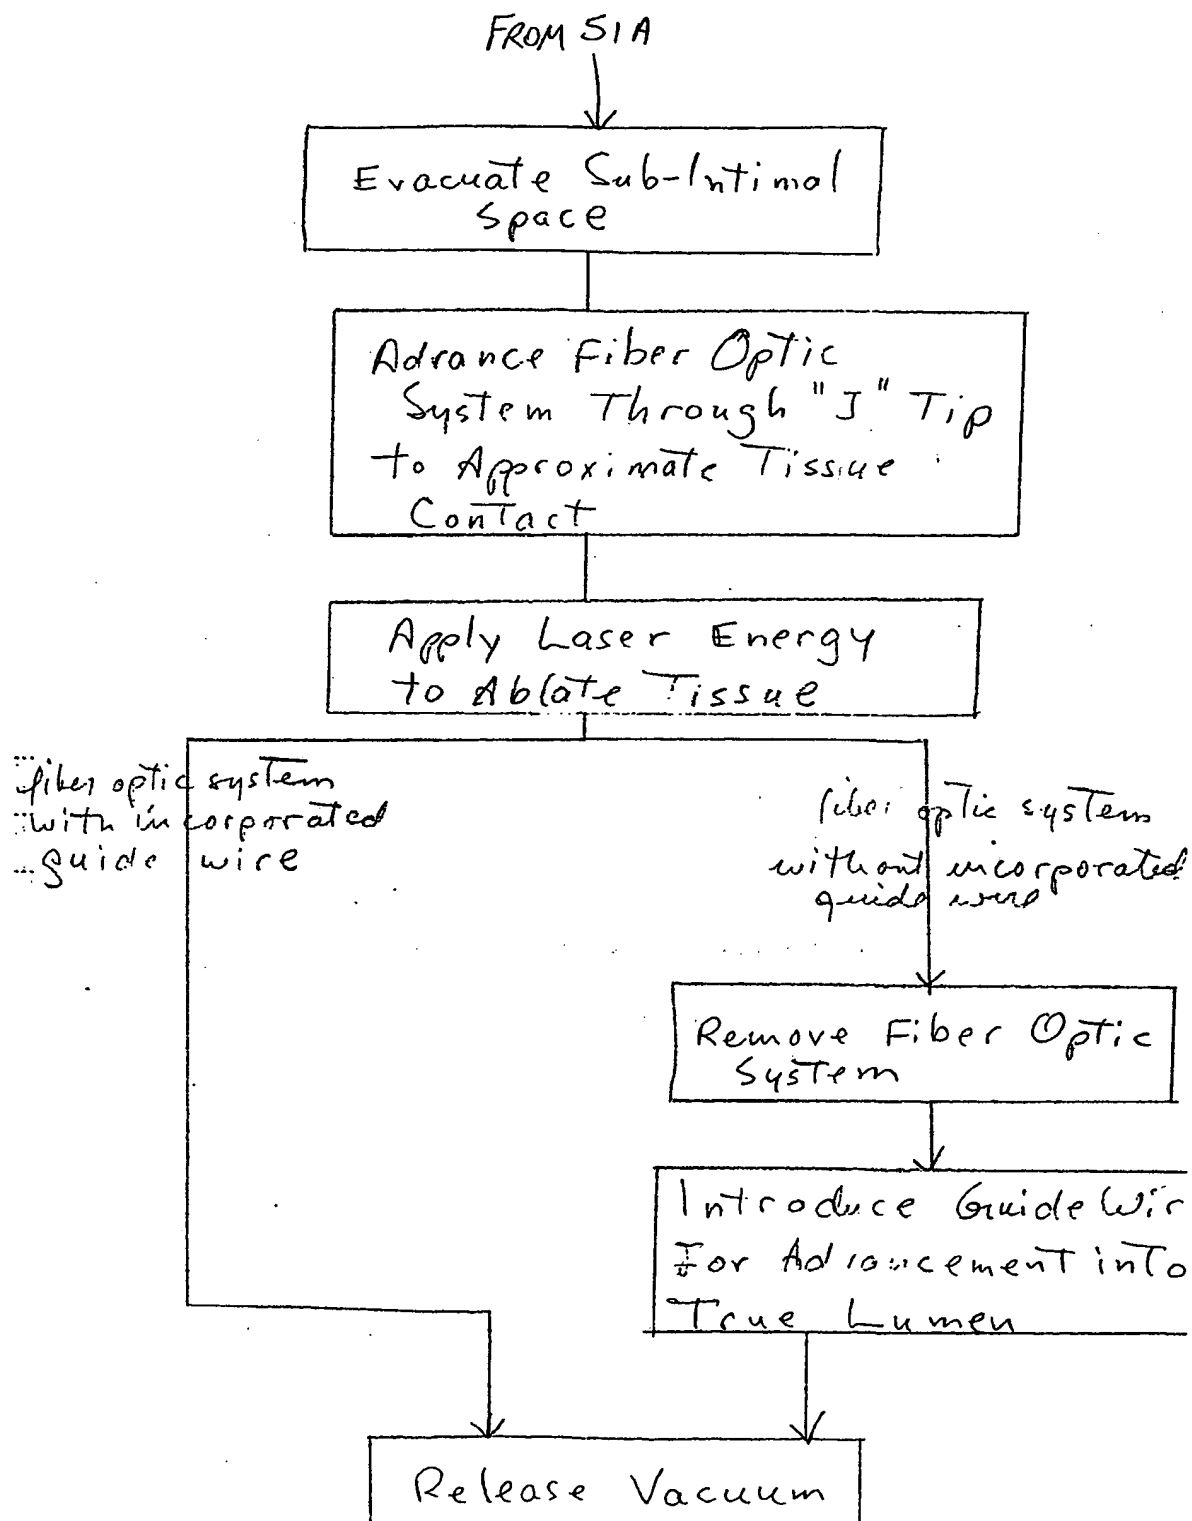 FROM 51A
Evacuate Sub-Intimal
Space
Advance Fiber Optic
System Through "J" Tip
to Approximate Tissue
Contact
Apply Laser Energy
to Ablate Tissue
fiber optic system
with incorporated
guide wire
fiber optic system
without incorporated
guide wire
Remove Fiber Optic
System
Introduce Guide Wir
For Advancement into
True Lumen
Release Vacuum